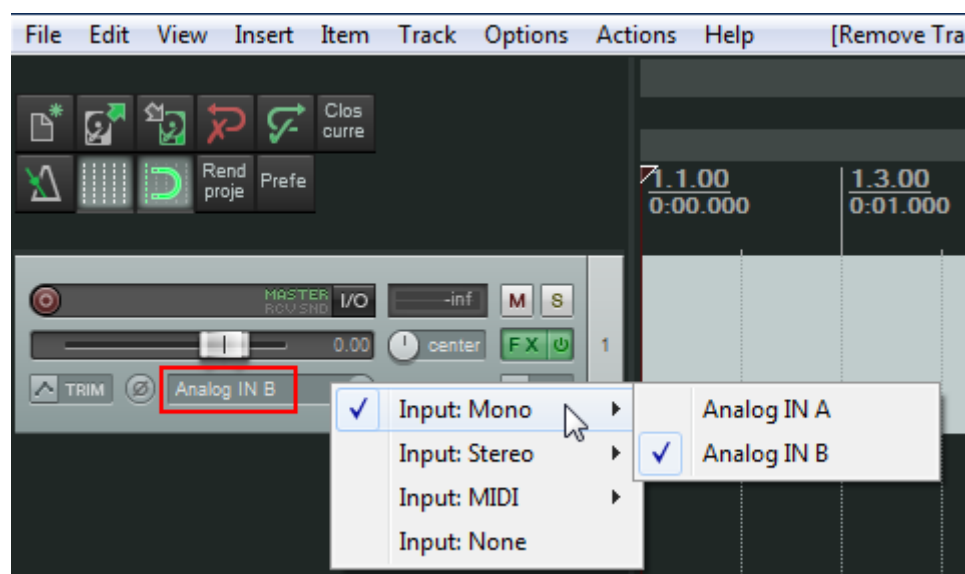 File Edit View Insert Item Track Options Actions Help [Remove Tra
Clos
curre
Rend
proje
Prefe
1.1.00
0:00.000
1.3.00
0:01.000
MASTER
RCV SND
I/O
-inf
M S
0.00
center
FX
1
TRIM
Analog IN B
Input: Mono
Input: Stereo
Input: MIDI
Input: None
Analog IN A
Analog IN B